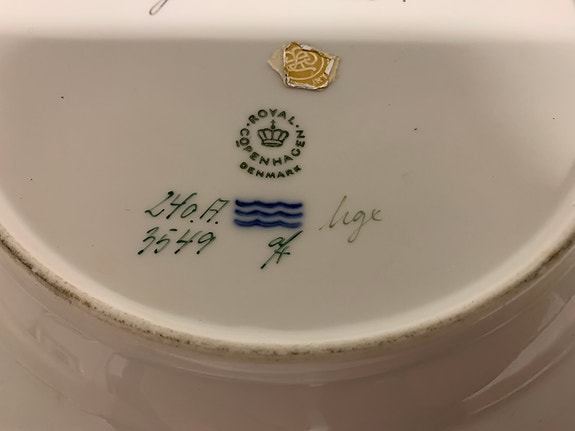 ROYAL
COPENHAGEN
DENMARK
240.A.
3549